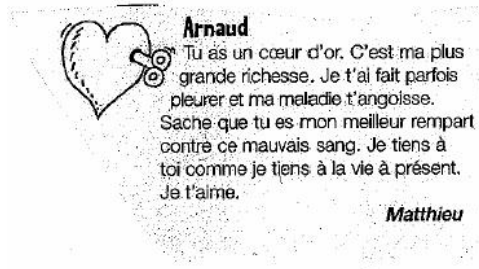 Arnaud
Tu as un cœur d'or. C'est ma plus
grande richesse. Je t'ai fait parfois
pleurer et ma maladie t'angoisse.
Sache que tu es mon meilleur rempart
contre ce mauvais sang. Je tiens à
toi comme je tiens à la vie à présent.
Je t'aime.
Matthieu